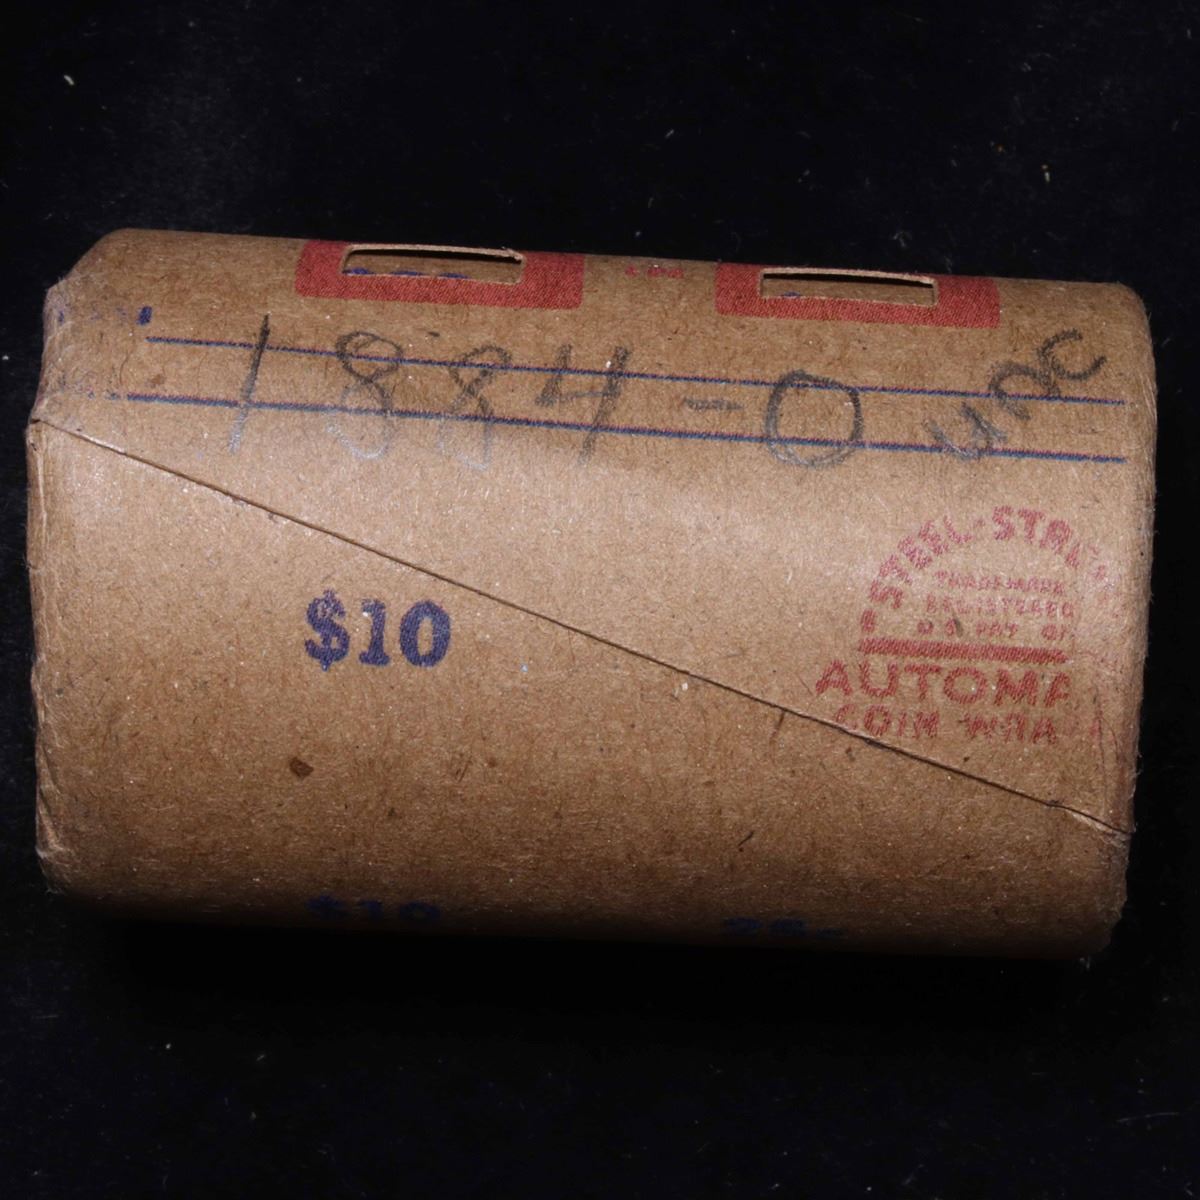 1884-O unc
STEEL-STR
TRADEMARK
REGISTERED
U.S. PAT. OF
AUTOMA
COIN WRA
$10
$10